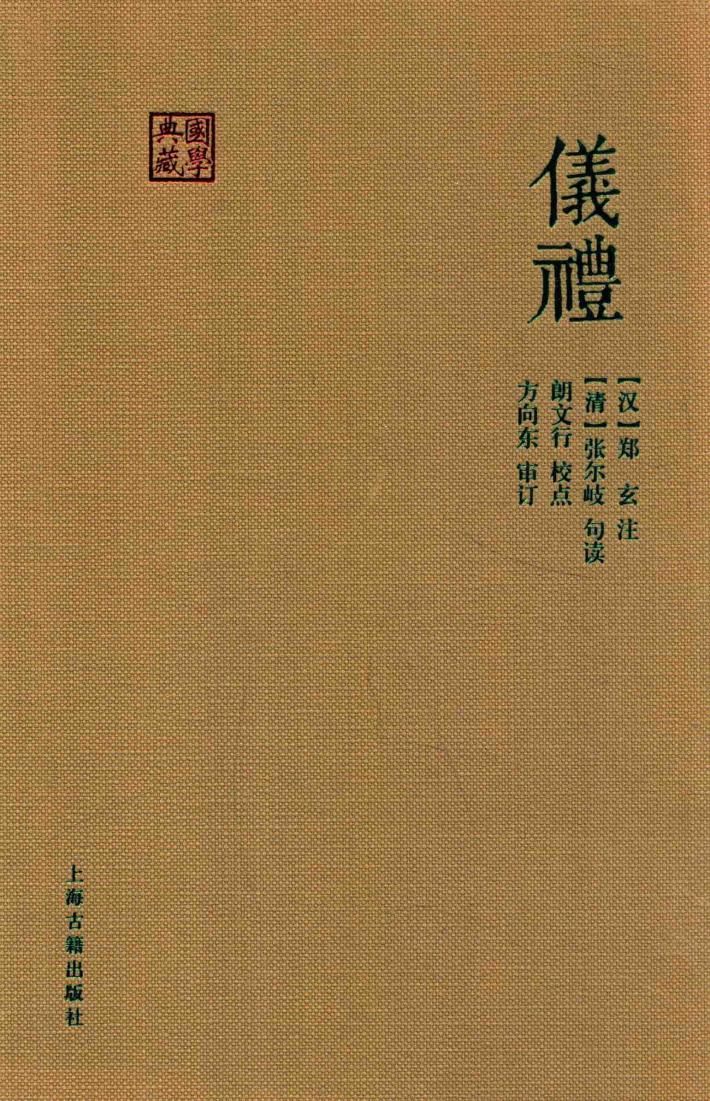 儀禮
【汉】郑 玄 注
【清】张尔岐 句读
朗文行 校点
方向东 审订
國學
典藏
上海古籍出版社